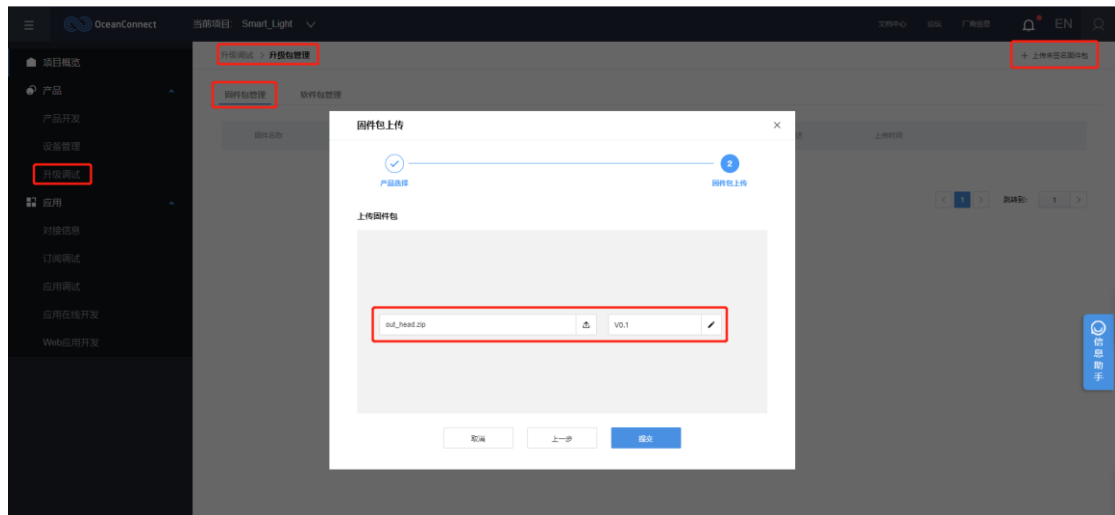 OceanConnect
当前项目: Smart_Light
文档中心
论坛
厂商信息
EN
项目概览
产品
产品开发
设备管理
升级调试
应用
对接信息
订阅调试
应用调试
应用在线开发
Web应用开发
升级调试 > 升级包管理
+ 上传未签名固件包
固件包管理
软件包管理
固件名称
上传时间
< 1 > 跳转到: 1 >
固件包上传 ×
2
产品选择
固件包上传
上传固件包
out_head.zip
V0.1
取消
上一步
提交
信息助手